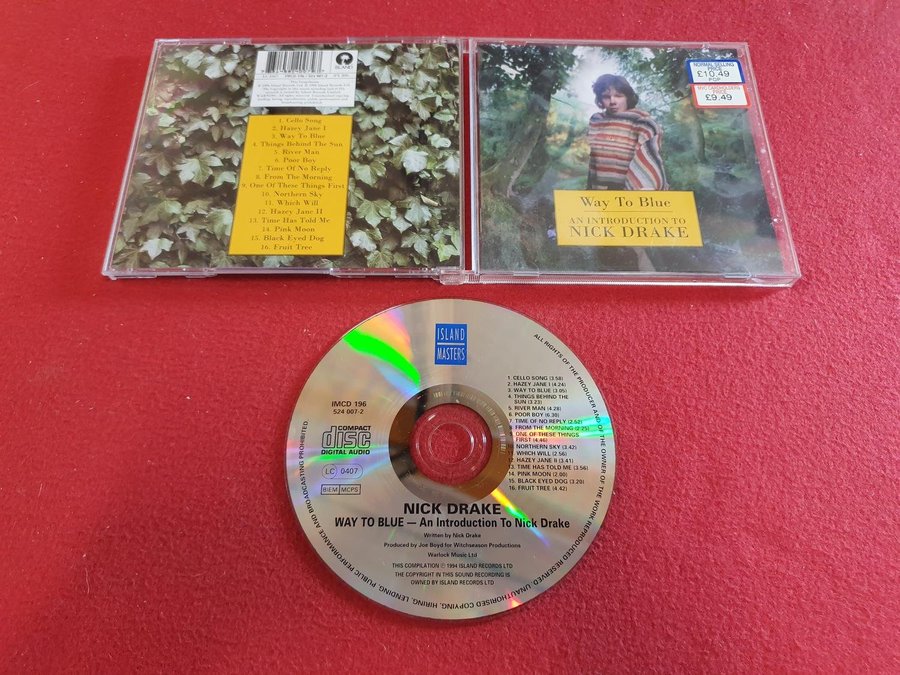 ISLAND
1. Cello Song
2. Hazey Jane I
3. Way To Blue
4. Things Behind The Sun
5. River Man
6. Poor Boy
7. Time Of No Reply
8. From The Morning
9. One Of These Things First
10. Northern Sky
11. Which Will
12. Hazey Jane II
13. Time Has Told Me
14. Pink Moon
15. Black Eyed Dog
16. Fruit Tree
NORMAL SELLING
PRICE
£10.49
POP
MVC CARDHOLDERS
PRICE
£9.49
Way To Blue
AN INTRODUCTION TO
NICK DRAKE
ISLAND
MASTERS
IMCD 196
524 007-2
COMPACT
disc
DIGITAL AUDIO
LC 0407
BIEM MCPS
1. CELLO SONG (3.58)
2. HAZEY JANE I (4.24)
3. WAY TO BLUE (3.05)
4. THINGS BEHIND THE
SUN (3.23)
5. RIVER MAN (4.28)
6. POOR BOY (6.30)
7. TIME OF NO REPLY (2.52)
8. FROM THE MORNING (2.25)
9. ONE OF THESE THINGS
FIRST (4.46)
10. NORTHERN SKY (3.42)
11. WHICH WILL (2.56)
12. HAZEY JANE II (3.41)
13. TIME HAS TOLD ME (3.56)
14. PINK MOON (2.00)
15. BLACK EYED DOG (3.20)
16. FRUIT TREE (4.42)
NICK DRAKE
WAY TO BLUE — An Introduction To Nick Drake
Written by Nick Drake
Produced by Joe Boyd for Witchseason Productions
Warlock Music Ltd
THIS COMPILATION ℗ 1994 ISLAND RECORDS LTD
THE COPYRIGHT IN THIS SOUND RECORDING IS
OWNED BY ISLAND RECORDS LTD
ALL RIGHTS OF THE PRODUCER AND OF THE OWNER OF THE WORK REPRODUCED RESERVED. UNAUTHORISED COPYING, HIRING, LENDING, PUBLIC PERFORMANCE AND BROADCASTING PROHIBITED